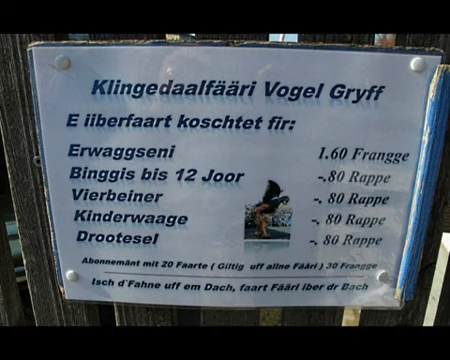 Klingedaalfääri Vogel Gryff
E iiberfaart koschtet fir:
Erwaggseni 1.60 Frangge
Binggis bis 12 Joor -.80 Rappe
Vierbeiner -. 80 Rappe
Kinderwaage -. 80 Rappe
Drootesel -. 80 Rappe
Abennemänt mit 20 Faarte ( Giltig uff allne Fääri ) 30 Frangge
Isch d`Fahne uff em Dach, faart Fääri iber dr Bach